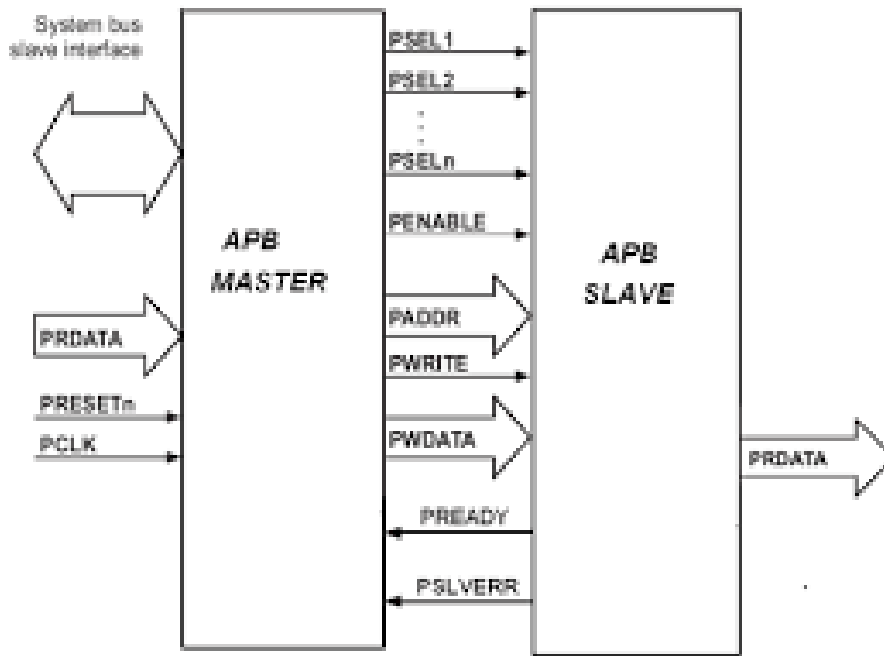 System bus
slave interface
PSEL1
PSEL2
PSELn
PENABLE
APB
MASTER
APB
SLAVE
PADDR
PRDATA
PWRITE
PRESETn
PCLK
PWDATA
PRDATA
PREADY
PSLVERR